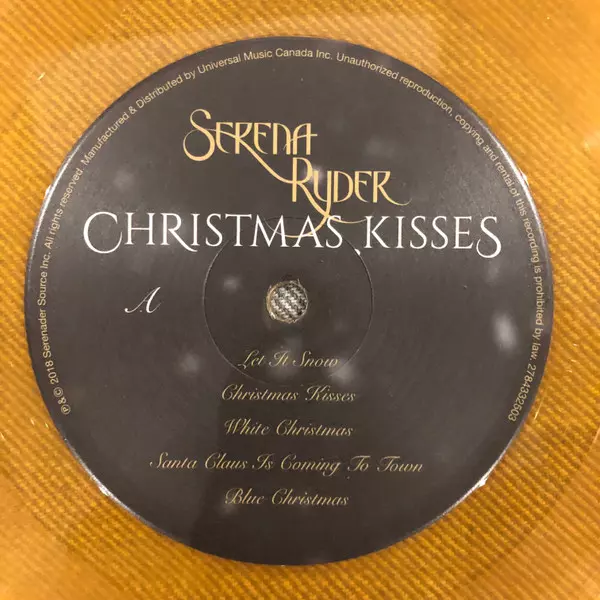 ℗&© 2018 Serenader Source Inc. All rights reserved. Manufactured & Distributed by Universal Music Canada Inc. Unauthorized reproduction, copying and rental of this recording is prohibited by law. 2784332503
SERENA
RYDER
CHRISTMAS KISSES
A
Let It Snow
Christmas Kisses
White Christmas
Santa Claus Is Coming To Town
Blue Christmas